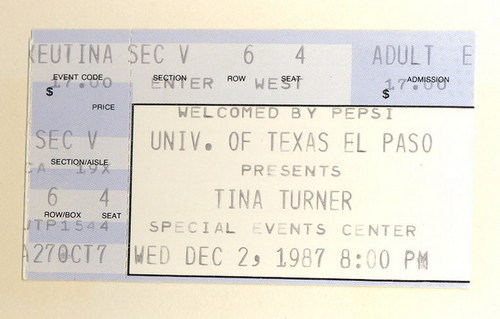 XEUTINA SEC V 6 4 ADULT E
EVENT CODE SECTION ROW SEAT ADMISSION
$ 17.00 ENTER WEST $ 17.00
PRICE
WELCOMED BY PEPSI
SEC V UNIV. OF TEXAS EL PASO
SECTION/AISLE
CA 19X PRESENTS
6 4 TINA TURNER
ROW/BOX SEAT
UTP1544 SPECIAL EVENTS CENTER
A27OCT7 WED DEC 2, 1987 8:00 PM